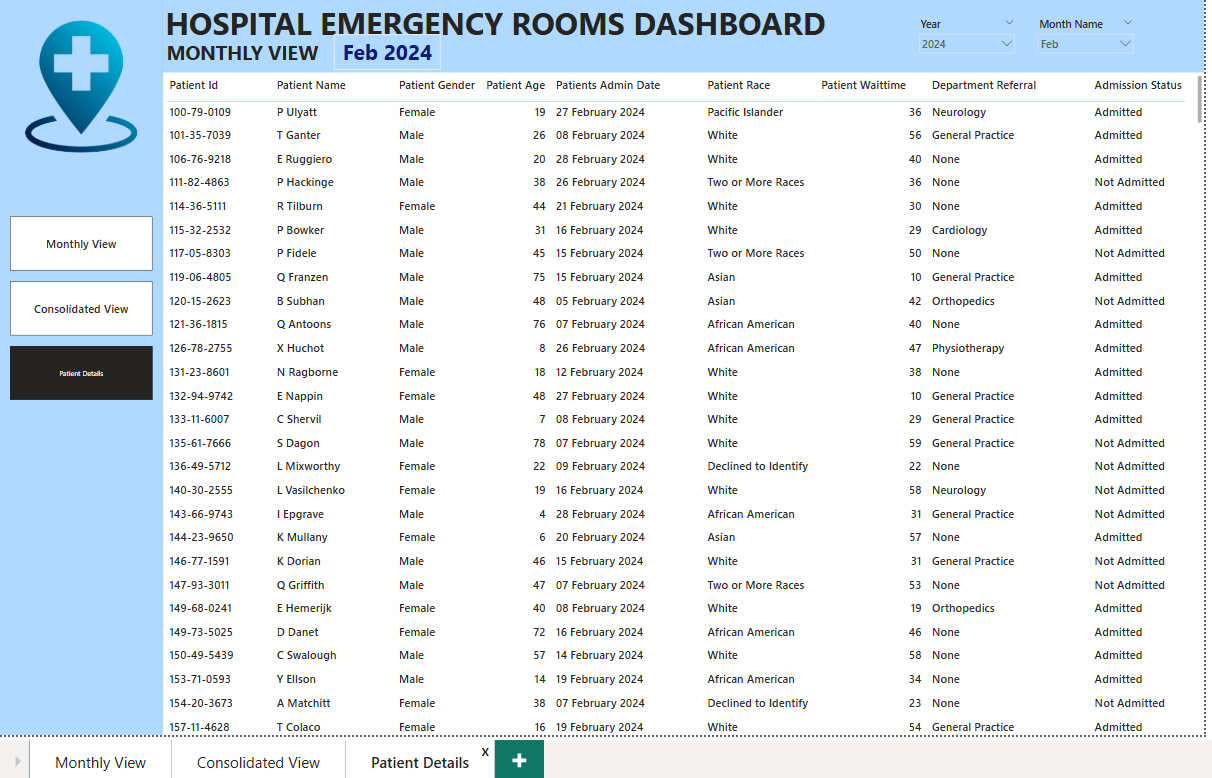 HOSPITAL EMERGENCY ROOMS DASHBOARD
MONTHLY VIEW Feb 2024
Year Month Name
2024 Feb
Patient Id Patient Name Patient Gender Patient Age Patients Admin Date Patient Race Patient Waittime Department Referral Admission Status
100-79-0109 P Ulyatt Female 19 27 February 2024 Pacific Islander 36 Neurology Admitted
101-35-7039 T Ganter Male 26 08 February 2024 White 56 General Practice Admitted
106-76-9218 E Ruggiero Male 20 28 February 2024 White 40 None Admitted
111-82-4863 P Hackinge Male 38 26 February 2024 Two or More Races 36 None Not Admitted
114-36-5111 R Tilburn Female 44 21 February 2024 White 30 None Admitted
115-32-2532 P Bowker Male 31 16 February 2024 White 29 Cardiology Admitted
117-05-8303 P Fidele Male 45 15 February 2024 Two or More Races 50 None Not Admitted
119-06-4805 Q Franzen Male 75 15 February 2024 Asian 10 General Practice Admitted
120-15-2623 B Subhan Male 48 05 February 2024 Asian 42 Orthopedics Not Admitted
121-36-1815 Q Antoons Male 76 07 February 2024 African American 40 None Admitted
126-78-2755 X Huchot Male 8 26 February 2024 African American 47 Physiotherapy Admitted
131-23-8601 N Ragborne Female 18 12 February 2024 White 38 None Admitted
132-94-9742 E Nappin Female 48 27 February 2024 White 10 General Practice Admitted
133-11-6007 C Shervil Male 7 08 February 2024 White 29 General Practice Admitted
135-61-7666 S Dagon Male 78 07 February 2024 White 59 General Practice Not Admitted
136-49-5712 L Mixworthy Female 22 09 February 2024 Declined to Identify 22 None Not Admitted
140-30-2555 L Vasilchenko Female 19 16 February 2024 White 58 Neurology Not Admitted
143-66-9743 I Epgrave Male 4 28 February 2024 African American 31 General Practice Not Admitted
144-23-9650 K Mullany Female 6 20 February 2024 Asian 57 None Admitted
146-77-1591 K Dorian Male 46 15 February 2024 White 31 General Practice Not Admitted
147-93-3011 Q Griffith Male 47 07 February 2024 Two or More Races 53 None Not Admitted
149-68-0241 E Hemerijk Female 40 08 February 2024 White 19 Orthopedics Admitted
149-73-5025 D Danet Female 72 16 February 2024 African American 46 None Admitted
150-49-5439 C Swalough Male 57 14 February 2024 White 58 None Admitted
153-71-0593 Y Ellson Male 14 19 February 2024 African American 34 None Admitted
154-20-3673 A Matchitt Female 38 07 February 2024 Declined to Identify 23 None Not Admitted
157-11-4628 T Colaco Female 16 19 February 2024 White 54 General Practice Admitted
Monthly View
Consolidated View
Patient Details
Monthly View Consolidated View Patient Details x +